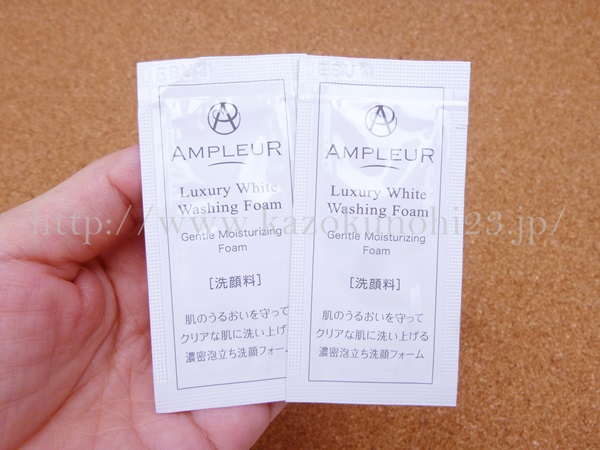 AMPLEUR
Luxury White
Washing Foam
Gentle Moisturizing
Foam
[洗顔料]
肌のうるおいを守って
クリアな肌に洗い上げる
濃密泡立ち洗顔フォーム
AMPLEUR
Luxury White
Washing Foam
Gentle Moisturizing
Foam
[洗顔料]
肌のうるおいを守って
クリアな肌に洗い上げる
濃密泡立ち洗顔フォーム
http://www.kazokunohi23.jp/